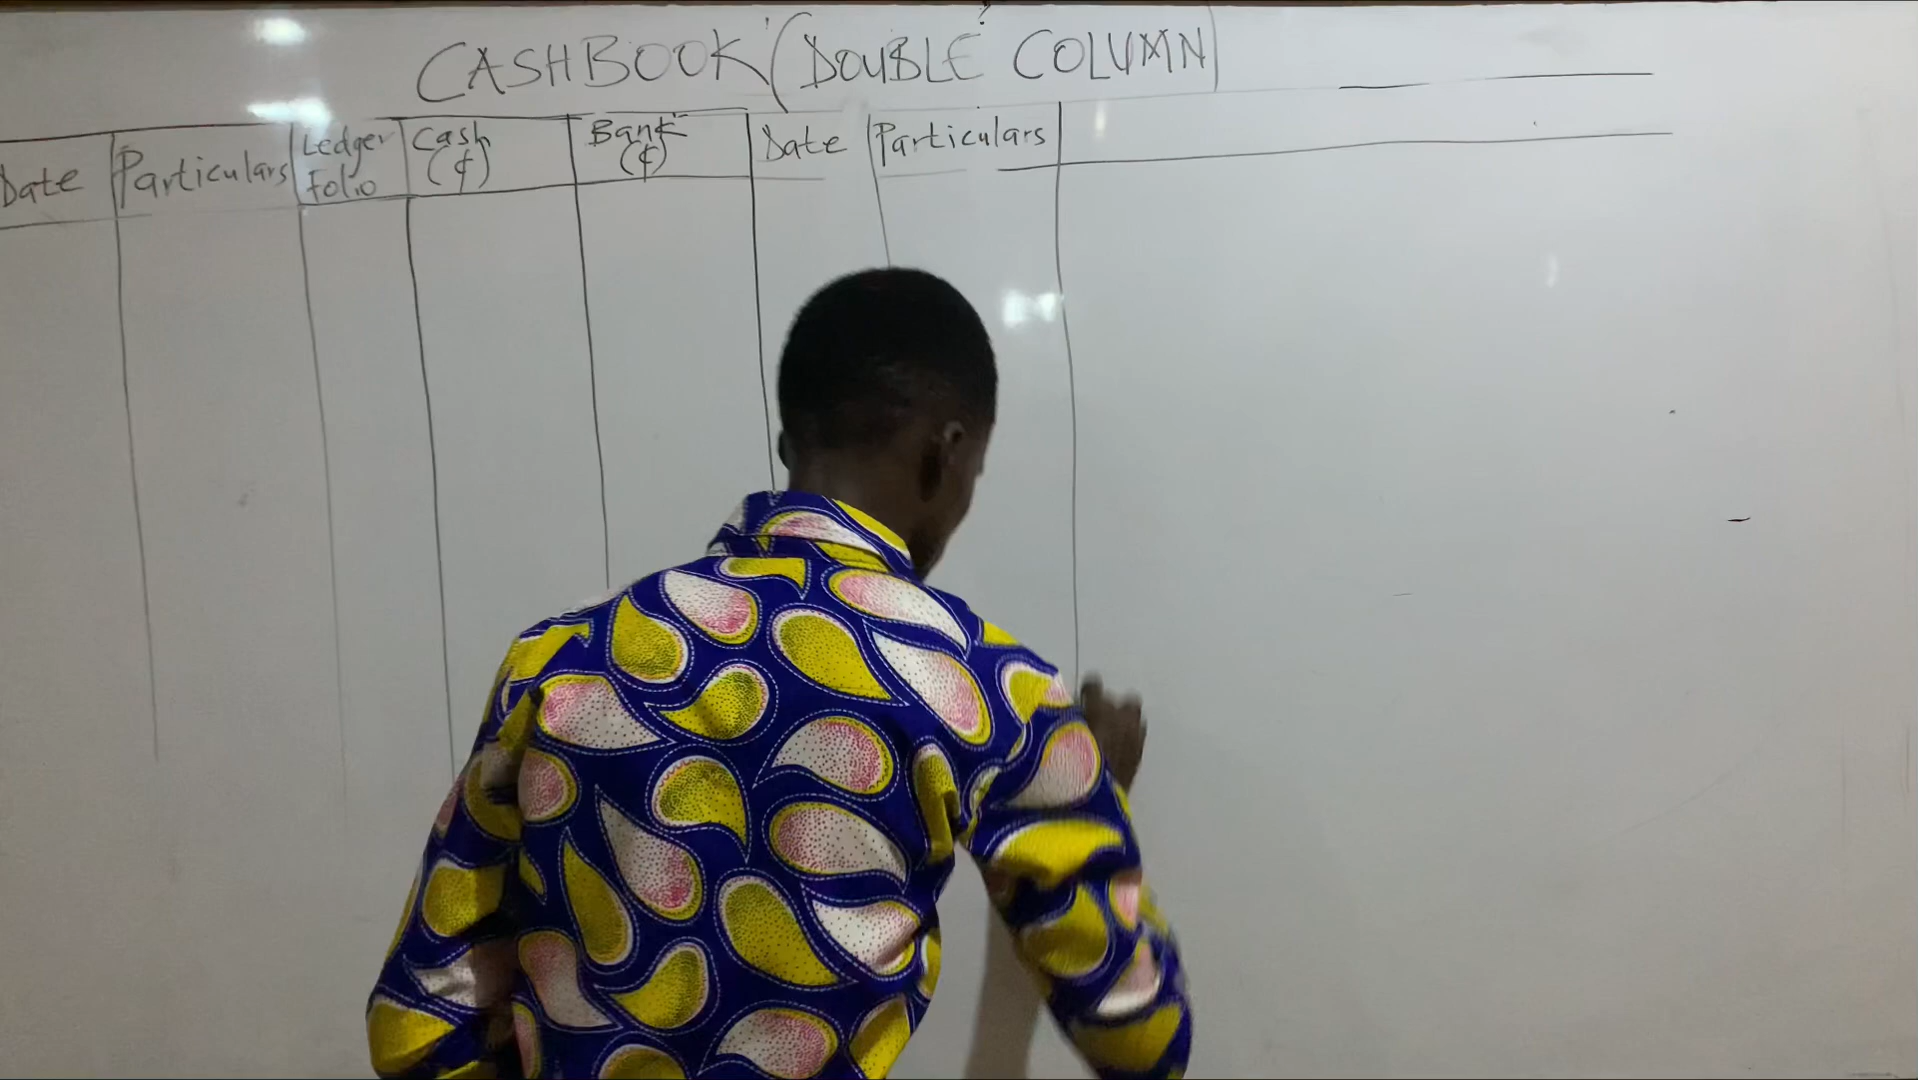 CASHBOOK (DOUBLE COLUMN)
Date Particulars Ledger Folio Cash (¢) Bank (¢) Date Particulars